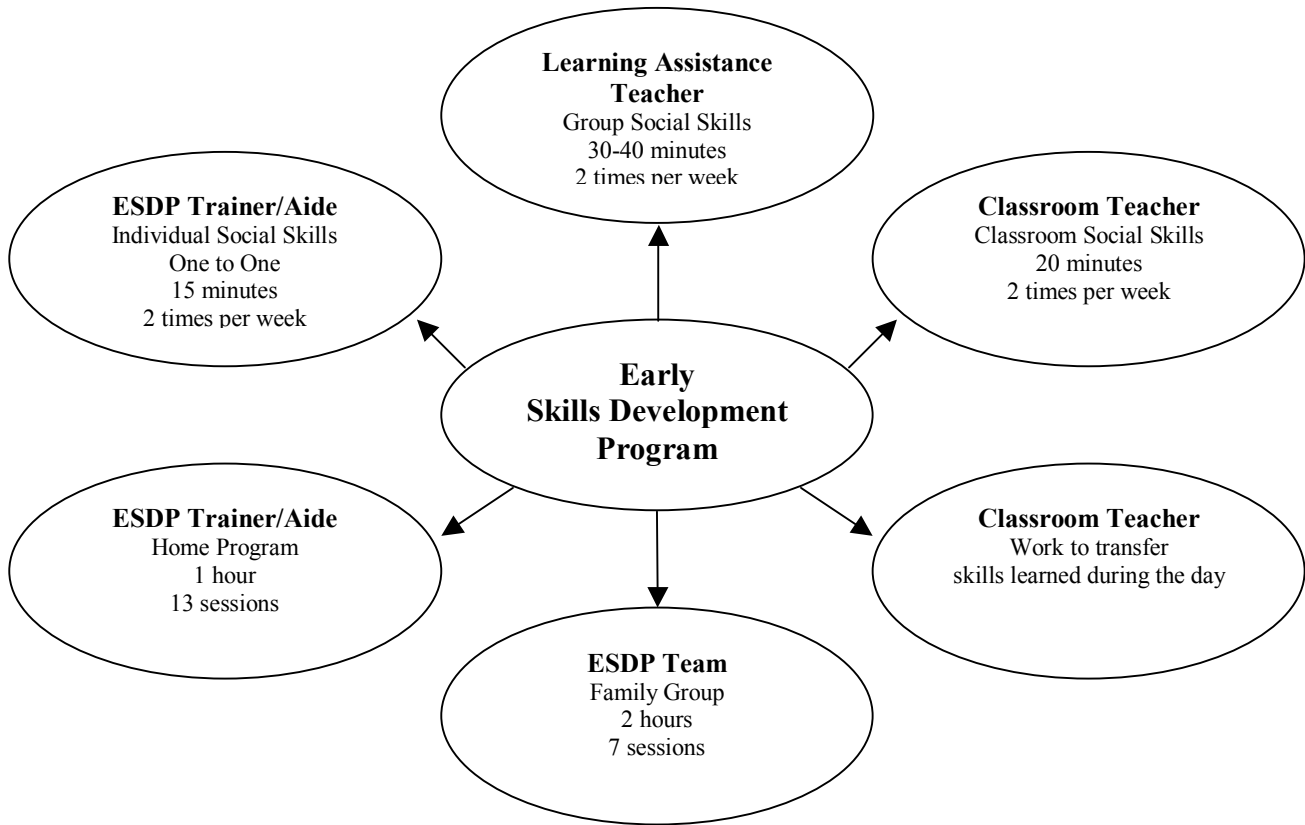 Learning Assistance
Teacher
Group Social Skills
30-40 minutes
2 times per week
ESDP Trainer/Aide
Individual Social Skills
One to One
15 minutes
2 times per week
Classroom Teacher
Classroom Social Skills
20 minutes
2 times per week
Early
Skills Development
Program
ESDP Trainer/Aide
Home Program
1 hour
13 sessions
Classroom Teacher
Work to transfer
skills learned during the day
ESDP Team
Family Group
2 hours
7 sessions